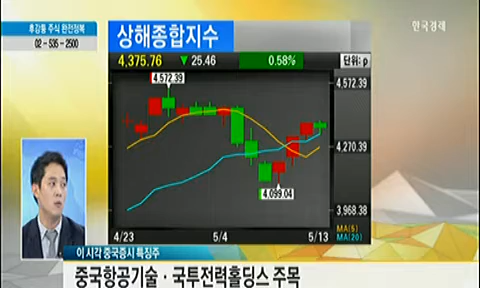 후강통 주식 완전정복
02-535-2500
한국경제
상해종합지수
4,375.76 ▼ 25.46 0.58% 단위:p
4,572.39
4,572.39
4,270.39
4,099.04
3,968.38
4/23 5/4 5/13
MA(5)
MA(20)
이 시각 중국증시 특징주
중국항공기술·국투전력홀딩스 주목